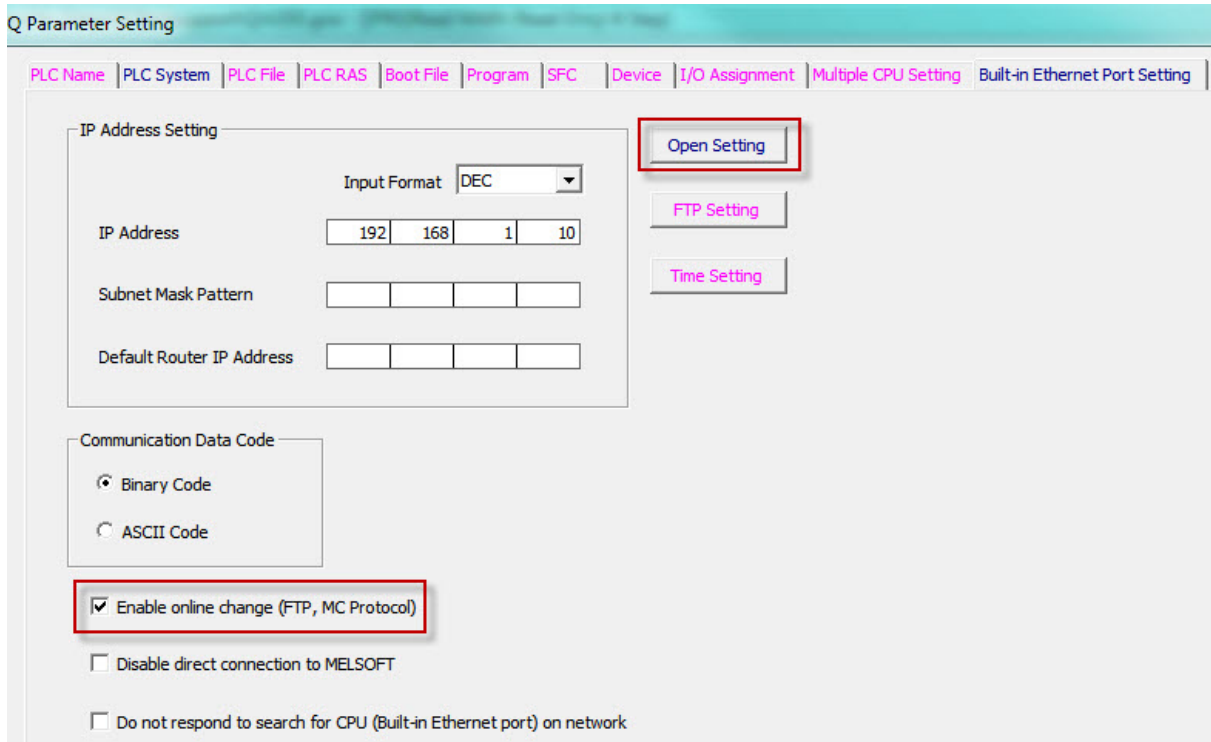 Q Parameter Setting
PLC Name PLC System PLC File PLC RAS Boot File Program SFC Device I/O Assignment Multiple CPU Setting Built-in Ethernet Port Setting
IP Address Setting
Open Setting
Input Format DEC
FTP Setting
IP Address 192 168 1 10
Time Setting
Subnet Mask Pattern
Default Router IP Address
Communication Data Code
Binary Code
ASCII Code
Enable online change (FTP, MC Protocol)
Disable direct connection to MELSOFT
Do not respond to search for CPU (Built-in Ethernet port) on network